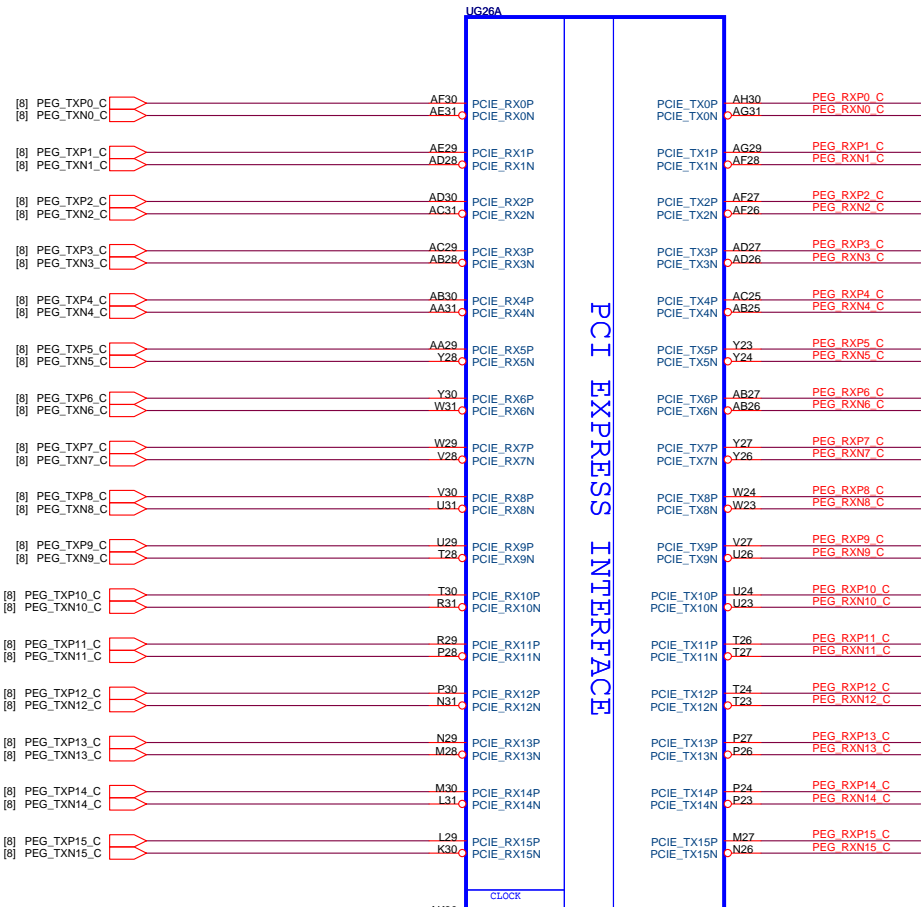 UG26A
[8] PEG_TXP0_C AF30 PCIE_RX0P PCIE_TX0P AH30 PEG_RXP0_C
[8] PEG_TXN0_C AE31 PCIE_RX0N PCIE_TX0N AG31 PEG_RXN0_C
[8] PEG_TXP1_C AE29 PCIE_RX1P PCIE_TX1P AG29 PEG_RXP1_C
[8] PEG_TXN1_C AD28 PCIE_RX1N PCIE_TX1N AF28 PEG_RXN1_C
[8] PEG_TXP2_C AD30 PCIE_RX2P PCIE_TX2P AF27 PEG_RXP2_C
[8] PEG_TXN2_C AC31 PCIE_RX2N PCIE_TX2N AF26 PEG_RXN2_C
[8] PEG_TXP3_C AC29 PCIE_RX3P PCIE_TX3P AD27 PEG_RXP3_C
[8] PEG_TXN3_C AB28 PCIE_RX3N PCIE_TX3N AD26 PEG_RXN3_C
[8] PEG_TXP4_C AB30 PCIE_RX4P PCIE_TX4P AC25 PEG_RXP4_C
[8] PEG_TXN4_C AA31 PCIE_RX4N PCIE_TX4N AB25 PEG_RXN4_C
[8] PEG_TXP5_C AA29 PCIE_RX5P PCIE_TX5P Y23 PEG_RXP5_C
[8] PEG_TXN5_C Y28 PCIE_RX5N PCIE_TX5N Y24 PEG_RXN5_C
[8] PEG_TXP6_C Y30 PCIE_RX6P PCIE_TX6P AB27 PEG_RXP6_C
[8] PEG_TXN6_C W31 PCIE_RX6N PCIE_TX6N AB26 PEG_RXN6_C
[8] PEG_TXP7_C W29 PCIE_RX7P PCIE_TX7P Y27 PEG_RXP7_C
[8] PEG_TXN7_C V28 PCIE_RX7N PCIE_TX7N Y26 PEG_RXN7_C
[8] PEG_TXP8_C V30 PCIE_RX8P PCIE_TX8P W24 PEG_RXP8_C
[8] PEG_TXN8_C U31 PCIE_RX8N PCIE_TX8N W23 PEG_RXN8_C
[8] PEG_TXP9_C U29 PCIE_RX9P PCIE_TX9P V27 PEG_RXP9_C
[8] PEG_TXN9_C T28 PCIE_RX9N PCIE_TX9N U26 PEG_RXN9_C
[8] PEG_TXP10_C T30 PCIE_RX10P PCIE_TX10P U24 PEG_RXP10_C
[8] PEG_TXN10_C R31 PCIE_RX10N PCIE_TX10N U23 PEG_RXN10_C
[8] PEG_TXP11_C R29 PCIE_RX11P PCIE_TX11P T26 PEG_RXP11_C
[8] PEG_TXN11_C P28 PCIE_RX11N PCIE_TX11N T27 PEG_RXN11_C
[8] PEG_TXP12_C P30 PCIE_RX12P PCIE_TX12P T24 PEG_RXP12_C
[8] PEG_TXN12_C N31 PCIE_RX12N PCIE_TX12N T23 PEG_RXN12_C
[8] PEG_TXP13_C N29 PCIE_RX13P PCIE_TX13P P27 PEG_RXP13_C
[8] PEG_TXN13_C M28 PCIE_RX13N PCIE_TX13N P26 PEG_RXN13_C
[8] PEG_TXP14_C M30 PCIE_RX14P PCIE_TX14P P24 PEG_RXP14_C
[8] PEG_TXN14_C L31 PCIE_RX14N PCIE_TX14N P23 PEG_RXN14_C
[8] PEG_TXP15_C L29 PCIE_RX15P PCIE_TX15P M27 PEG_RXP15_C
[8] PEG_TXN15_C K30 PCIE_RX15N PCIE_TX15N N26 PEG_RXN15_C
PCI EXPRESS INTERFACE
CLOCK